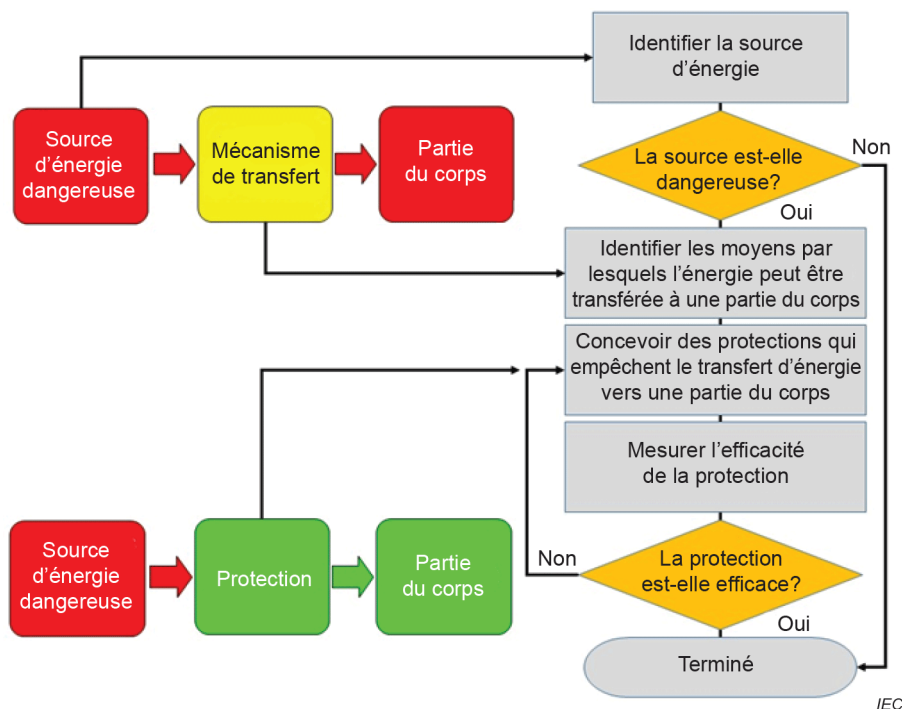 Identifier la source
d’énergie
Source
d’énergie
dangereuse
Mécanisme
de transfert
Partie
du corps
La source est-elle
dangereuse?
Non
Oui
Identifier les moyens par
lesquels l’énergie peut être
transférée à une partie du corps
Concevoir des protections qui
empêchent le transfert d’énergie
vers une partie du corps
Mesurer l’efficacité
de la protection
Source
d’énergie
dangereuse
Protection
Partie
du corps
Non
La protection
est-elle efficace?
Oui
Terminé
IEC